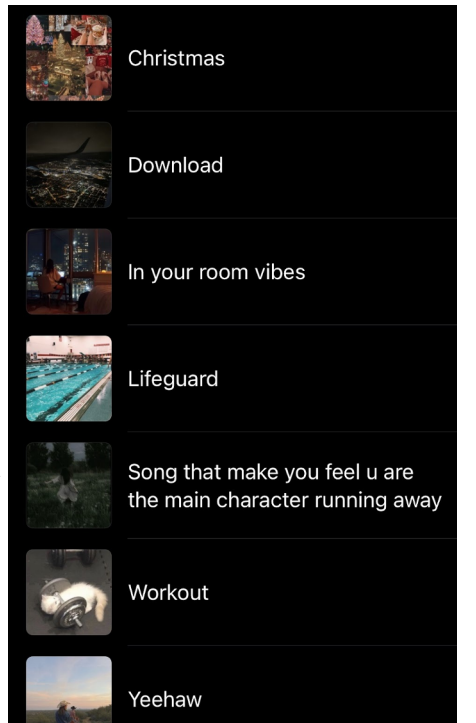 Christmas
Download
In your room vibes
Lifeguard
Song that make you feel u are
the main character running away
Workout
Yeehaw